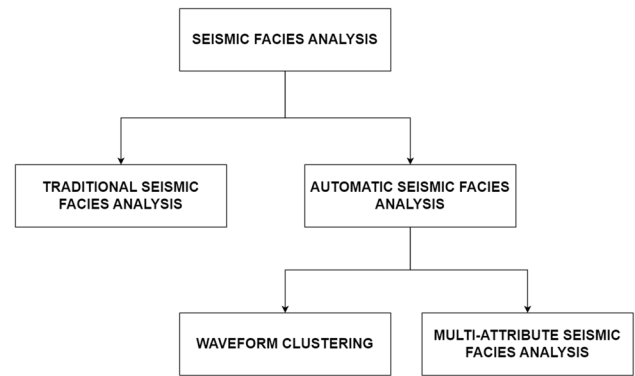 SEISMIC FACIES ANALYSIS
TRADITIONAL SEISMIC
FACIES ANALYSIS
AUTOMATIC SEISMIC FACIES
ANALYSIS
WAVEFORM CLUSTERING
MULTI-ATTRIBUTE SEISMIC
FACIES ANALYSIS